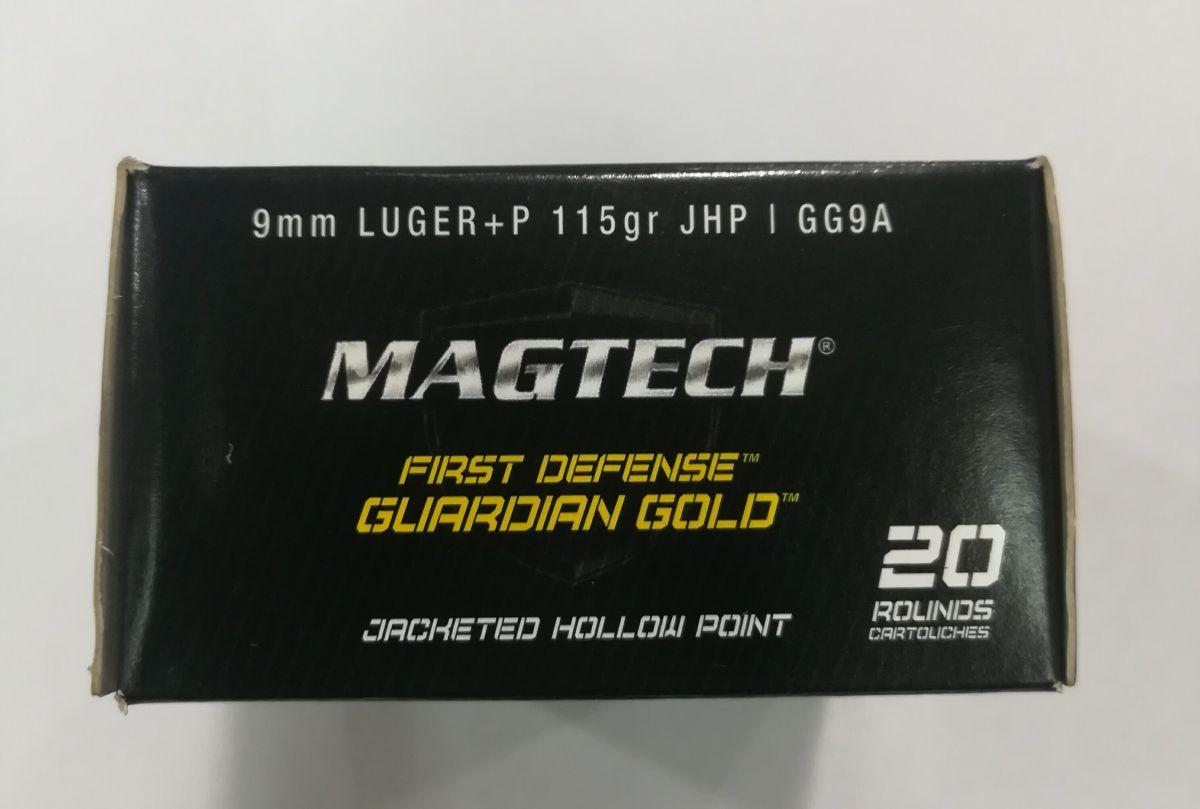 9mm LUGER+P 115gr JHP | GG9A
MAGTECH®
FIRST DEFENSE™
GUARDIAN GOLD™
20
ROUNDS
CARTOUCHES
JACKETED HOLLOW POINT